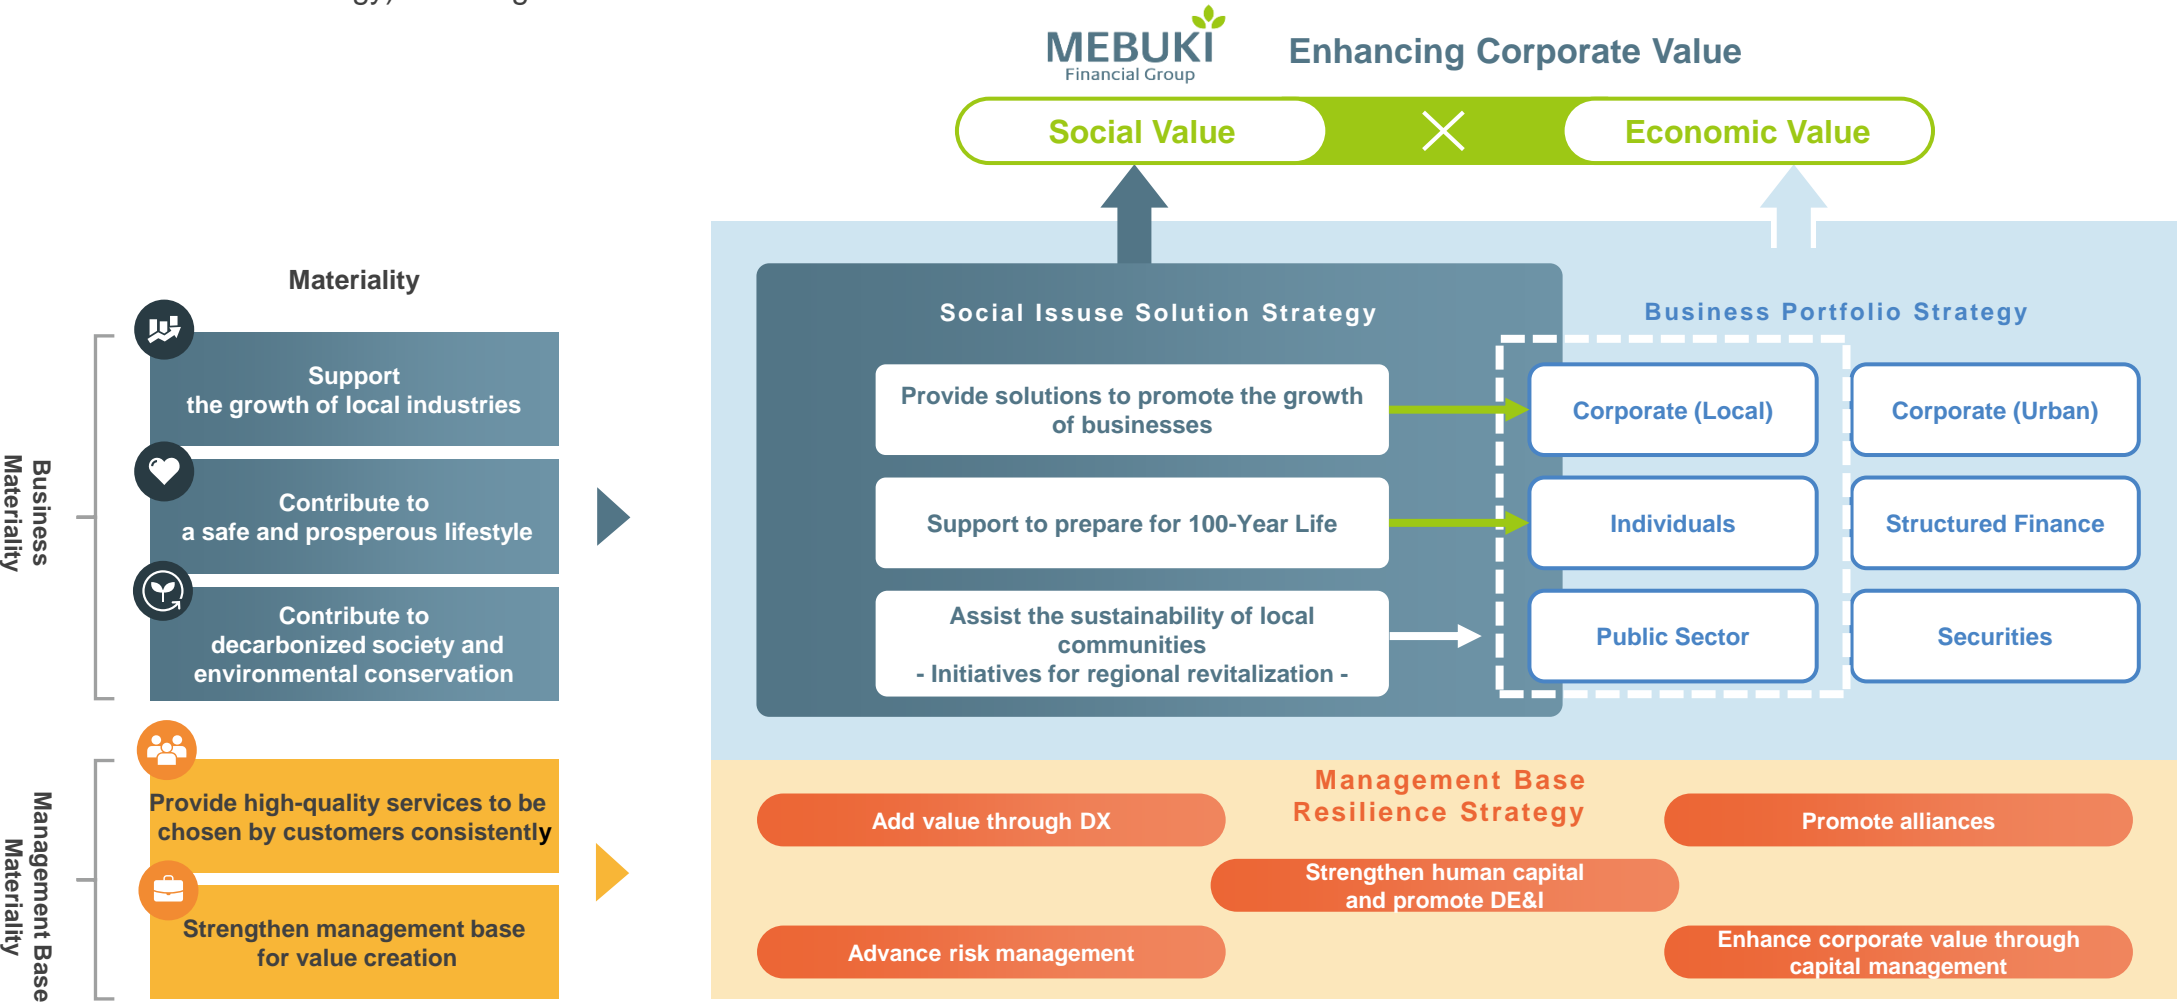 MEBUKI
Financial Group
Enhancing Corporate Value
Social Value
Economic Value
Materiality
Business
Materiality
Support
the growth of local industries
Contribute to
a safe and prosperous lifestyle
Contribute to
decarbonized society and
environmental conservation
Management Base
Materiality
Provide high-quality services to be
chosen by customers consistently
Strengthen management base
for value creation
Social Issuse Solution Strategy
Provide solutions to promote the growth
of businesses
Support to prepare for 100-Year Life
Assist the sustainability of local
communities
- Initiatives for regional revitalization -
Business Portfolio Strategy
Corporate (Local)
Corporate (Urban)
Individuals
Structured Finance
Public Sector
Securities
Management Base
Resilience Strategy
Add value through DX
Promote alliances
Strengthen human capital
and promote DE&I
Advance risk management
Enhance corporate value through
capital management